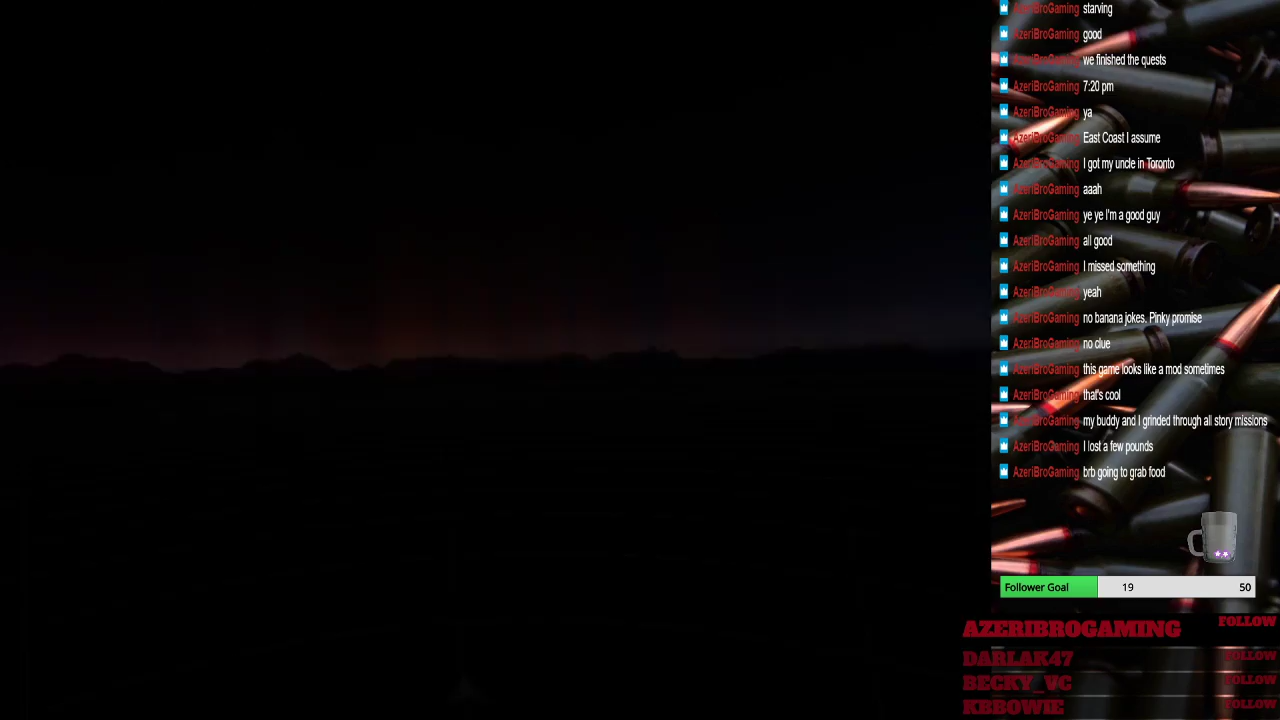 AzeriBroGaming starving
AzeriBroGaming good
AzeriBroGaming we finished the quests
AzeriBroGaming 7:20 pm
AzeriBroGaming ya
AzeriBroGaming East Coast I assume
AzeriBroGaming I got my uncle in Toronto
AzeriBroGaming aaah
AzeriBroGaming ye ye I'm a good guy
AzeriBroGaming all good
AzeriBroGaming I missed something
AzeriBroGaming yeah
AzeriBroGaming no banana jokes. Pinky promise
AzeriBroGaming no clue
AzeriBroGaming this game looks like a mod sometimes
AzeriBroGaming that's cool
AzeriBroGaming my buddy and I grinded through all story missions
AzeriBroGaming I lost a few pounds
AzeriBroGaming brb going to grab food
Follower Goal 19 50
AZERIBROGAMING FOLLOW
DARLAK47 FOLLOW
BECKY_VC FOLLOW
KBBOWIE FOLLOW